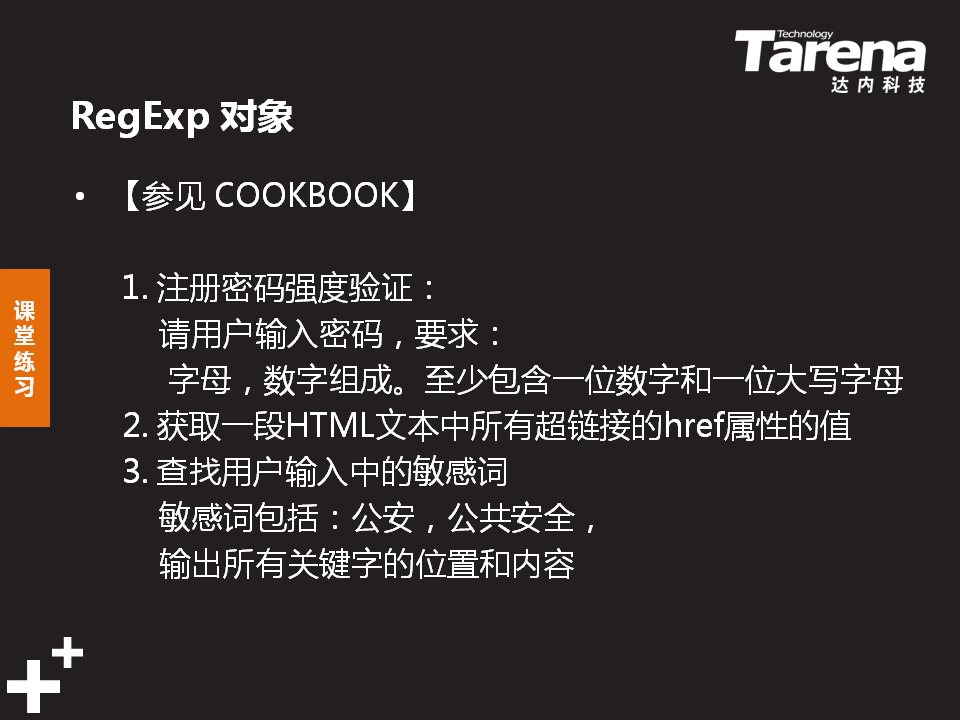 Technology
Tarena
达内科技
RegExp 对象
• 【参见 COOKBOOK】
1. 注册密码强度验证：
请用户输入密码，要求：
字母，数字组成。至少包含一位数字和一位大写字母
2. 获取一段HTML文本中所有超链接的href属性的值
3. 查找用户输入中的敏感词
敏感词包括：公安，公共安全，
输出所有关键字的位置和内容
课
堂
练
习